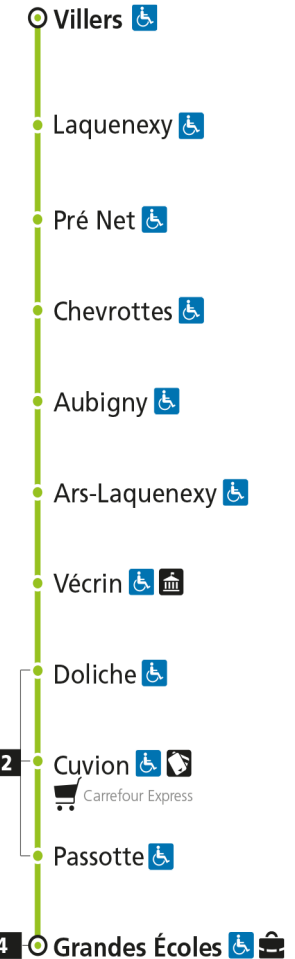 Villers
Laquenexy
Pré Net
Chevrottes
Aubigny
Ars-Laquenexy
Vécrin
Doliche
2 Cuvion
Carrefour Express
Passotte
4 Grandes Écoles